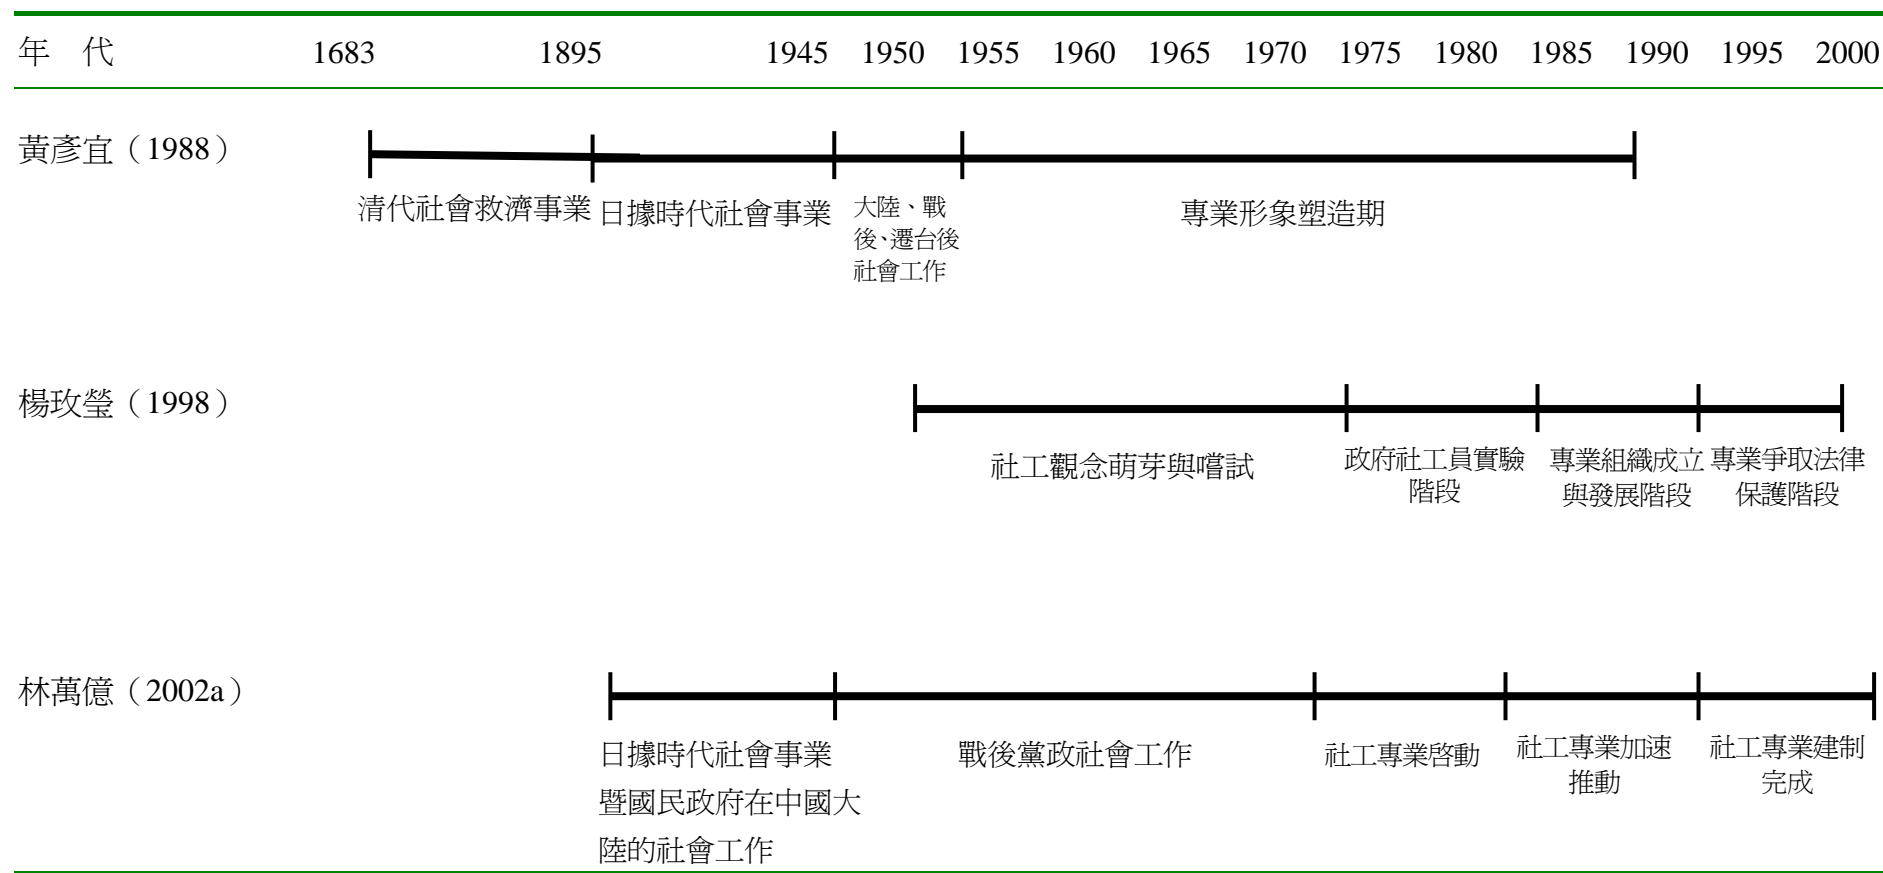 年　代 1683 1895 1945 1950 1955 1960 1965 1970 1975 1980 1985 1990 1995 2000
黃彥宜（1988）
清代社會救濟事業 日據時代社會事業 大陸、戰 專業形象塑造期
後、遷台後
社會工作
楊玫瑩（1998）
社工觀念萌芽與嚐試 政府社工員實驗 專業組織成立 專業爭取法律
階段 與發展階段 保護階段
林萬億（2002a）
日據時代社會事業 戰後黨政社會工作 社工專業啓動 社工專業加速 社工專業建制
推動 完成
暨國民政府在中國大
陸的社會工作